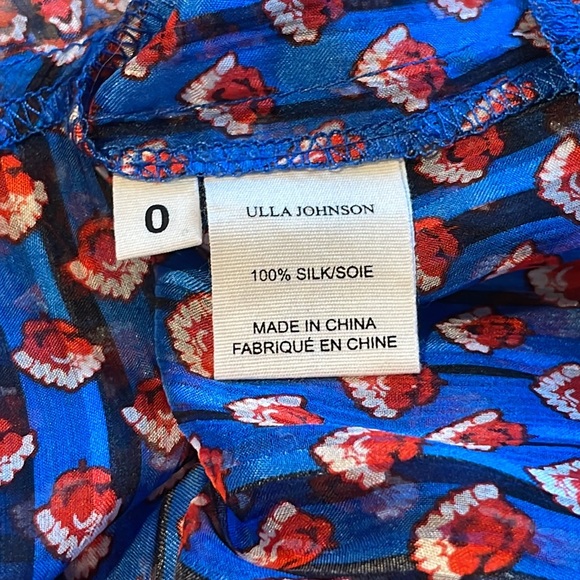 0
ULLA JOHNSON
100% SILK/SOIE
MADE IN CHINA
FABRIQUÉ EN CHINE